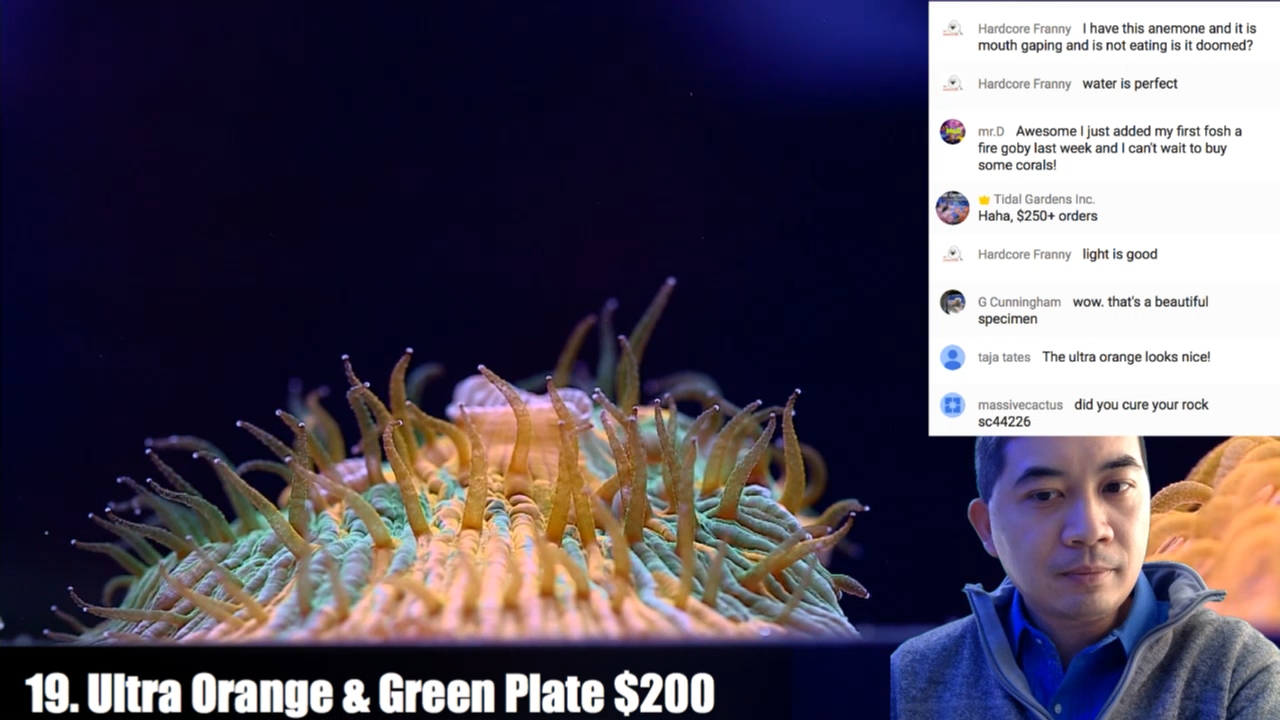 Hardcore Franny I have this anemone and it is
mouth gaping and is not eating is it doomed?
Hardcore Franny water is perfect
mr.D Awesome I just added my first fosh a
fire goby last week and I can't wait to buy
some corals!
Tidal Gardens Inc.
Haha, $250+ orders
Hardcore Franny light is good
G Cunningham wow. that's a beautiful
specimen
taja tates The ultra orange looks nice!
massivecactus did you cure your rock
sc44226
19. Ultra Orange & Green Plate $200